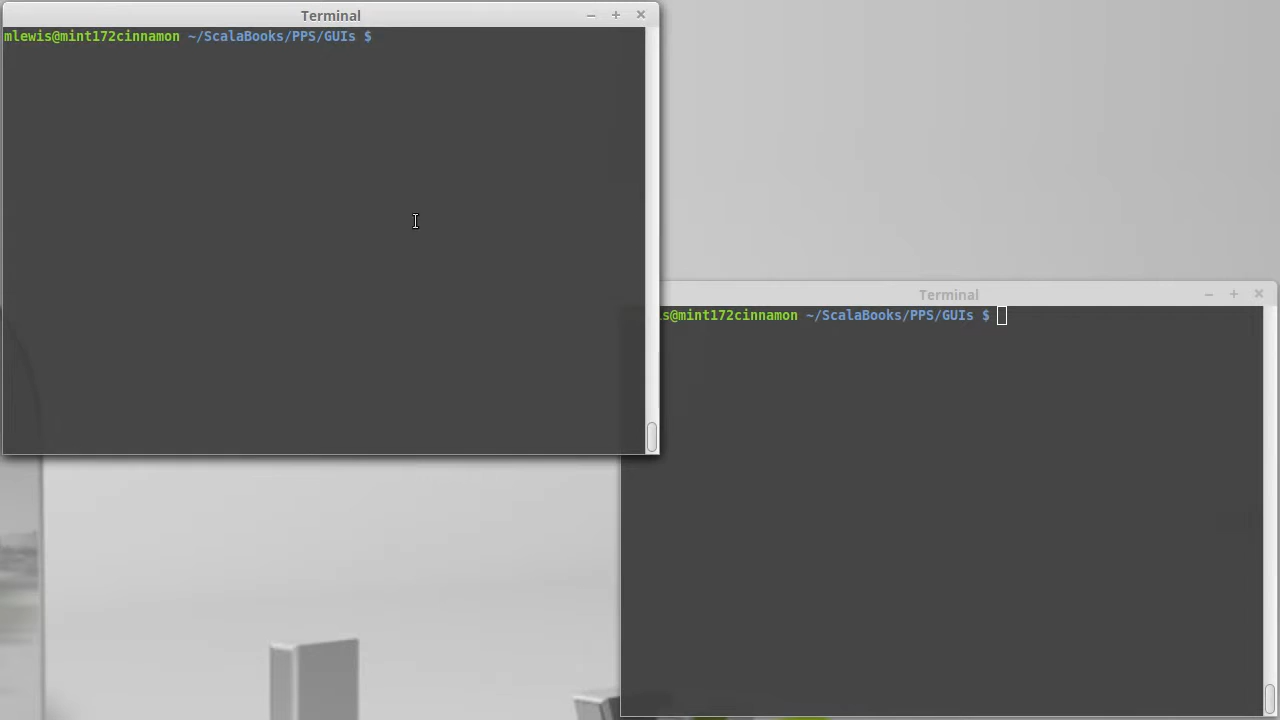 Terminal
mlewis@mint172cinnamon ~/ScalaBooks/PPS/GUIs $
Terminal
s@mint172cinnamon ~/ScalaBooks/PPS/GUIs $